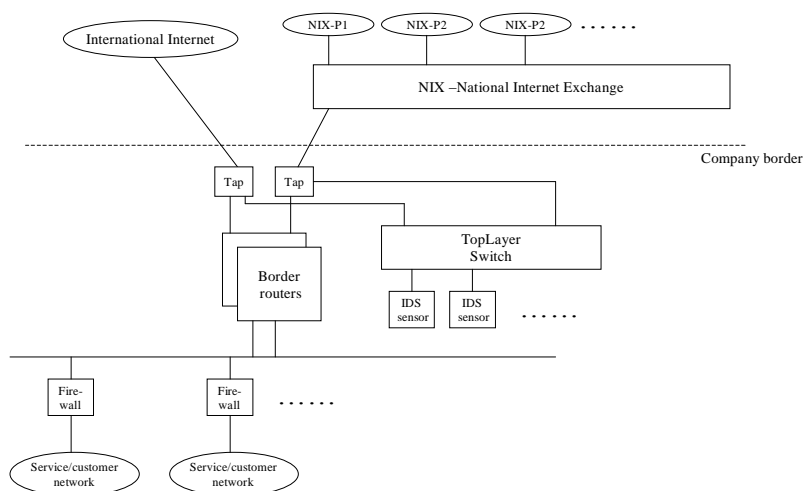 NIX-P1
NIX-P2
NIX-P2
......
International Internet
NIX –National Internet Exchange
Company border
Tap
Tap
TopLayer
Switch
Border
routers
IDS
sensor
IDS
sensor
......
Fire-
wall
Fire-
wall
......
Service/customer
network
Service/customer
network